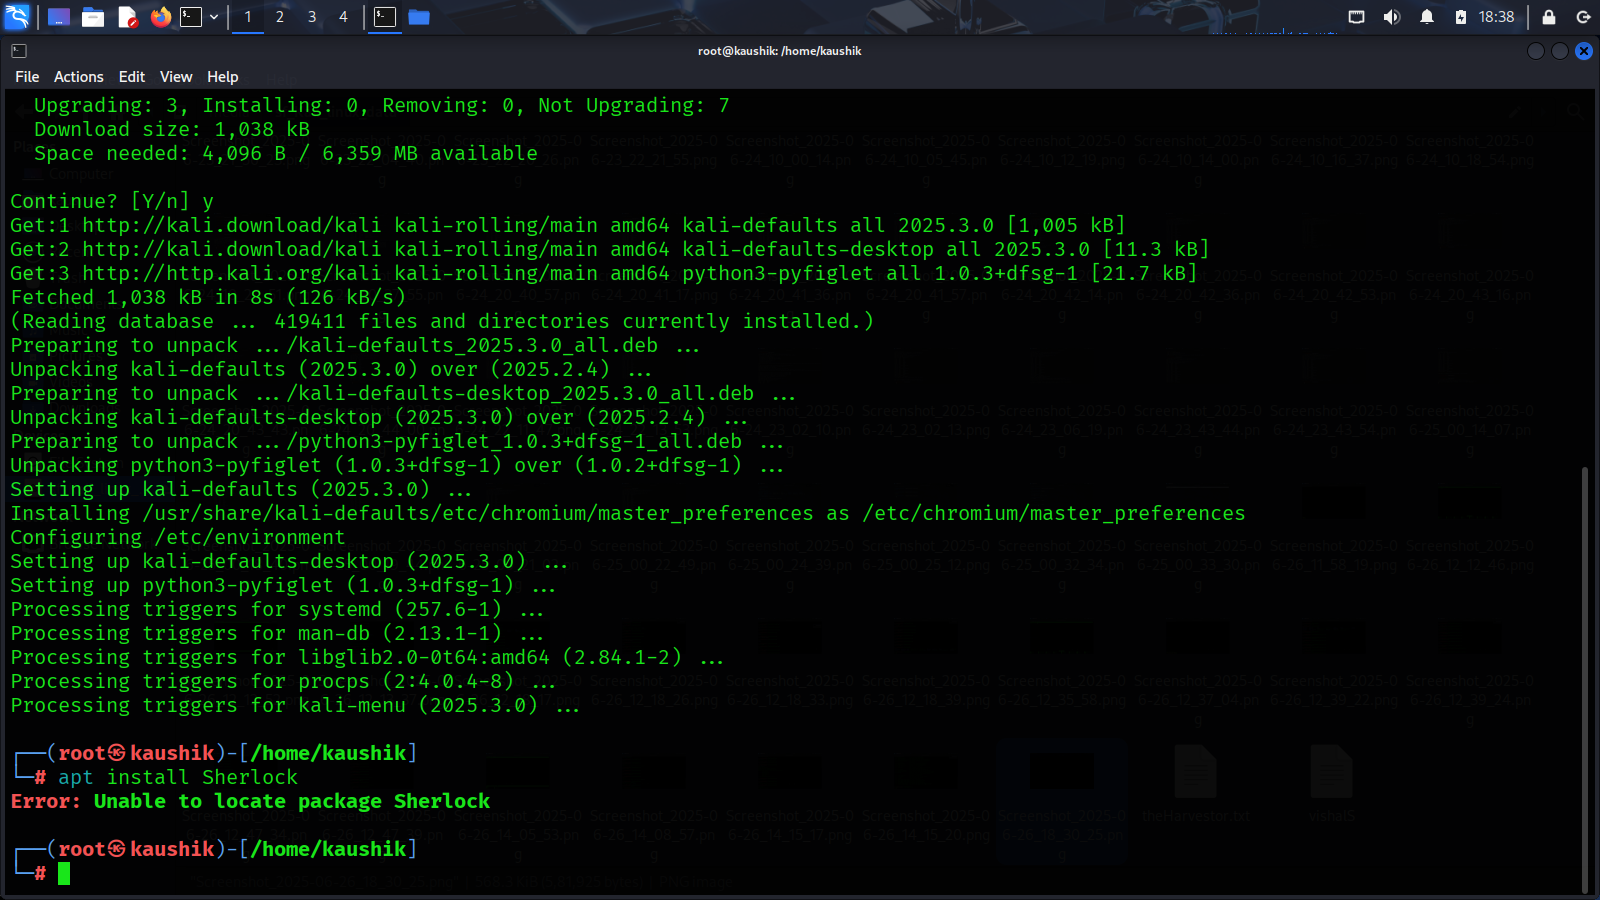 1 2 3 4 18:38
root@kaushik: /home/kaushik
File Actions Edit View Help
Upgrading: 3, Installing: 0, Removing: 0, Not Upgrading: 7
Download size: 1,038 kB
Space needed: 4,096 B / 6,359 MB available
Continue? [Y/n] y
Get:1 http://kali.download/kali kali-rolling/main amd64 kali-defaults all 2025.3.0 [1,005 kB]
Get:2 http://kali.download/kali kali-rolling/main amd64 kali-defaults-desktop all 2025.3.0 [11.3 kB]
Get:3 http://http.kali.org/kali kali-rolling/main amd64 python3-pyfiglet all 1.0.3+dfsg-1 [21.7 kB]
Fetched 1,038 kB in 8s (126 kB/s)
(Reading database ... 419411 files and directories currently installed.)
Preparing to unpack .../kali-defaults_2025.3.0_all.deb ...
Unpacking kali-defaults (2025.3.0) over (2025.2.4) ...
Preparing to unpack .../kali-defaults-desktop_2025.3.0_all.deb ...
Unpacking kali-defaults-desktop (2025.3.0) over (2025.2.4) ...
Preparing to unpack .../python3-pyfiglet_1.0.3+dfsg-1_all.deb ...
Unpacking python3-pyfiglet (1.0.3+dfsg-1) over (1.0.2+dfsg-1) ...
Setting up kali-defaults (2025.3.0) ...
Installing /usr/share/kali-defaults/etc/chromium/master_preferences as /etc/chromium/master_preferences
Configuring /etc/environment
Setting up kali-defaults-desktop (2025.3.0) ...
Setting up python3-pyfiglet (1.0.3+dfsg-1) ...
Processing triggers for systemd (257.6-1) ...
Processing triggers for man-db (2.13.1-1) ...
Processing triggers for libglib2.0-0t64:amd64 (2.84.1-2) ...
Processing triggers for procps (2:4.0.4-8) ...
Processing triggers for kali-menu (2025.3.0) ...
┌──(root㉿kaushik)-[/home/kaushik]
└─# apt install Sherlock
Error: Unable to locate package Sherlock
┌──(root㉿kaushik)-[/home/kaushik]
└─#